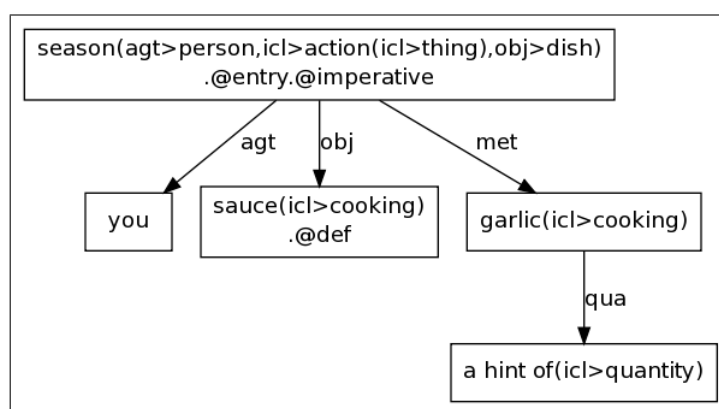 season(agt>person,icl>action(icl>thing),obj>dish)
.@entry.@imperative
agt
obj
met
you
sauce(icl>cooking)
.@def
garlic(icl>cooking)
qua
a hint of(icl>quantity)